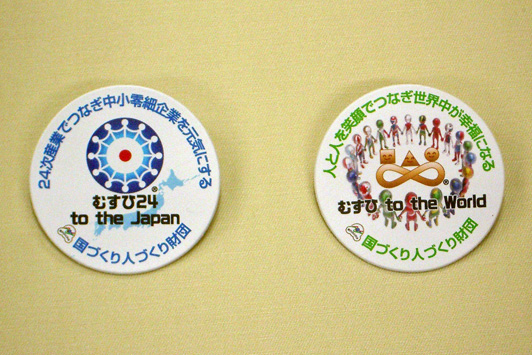 24次産業でつなぎ中小零細企業を元気にする
むすび24®
to the Japan
国づくり人づくり財団
人と人を笑顔でつなぎ世界中が幸福になる
®
むすび to the World
国づくり人づくり財団